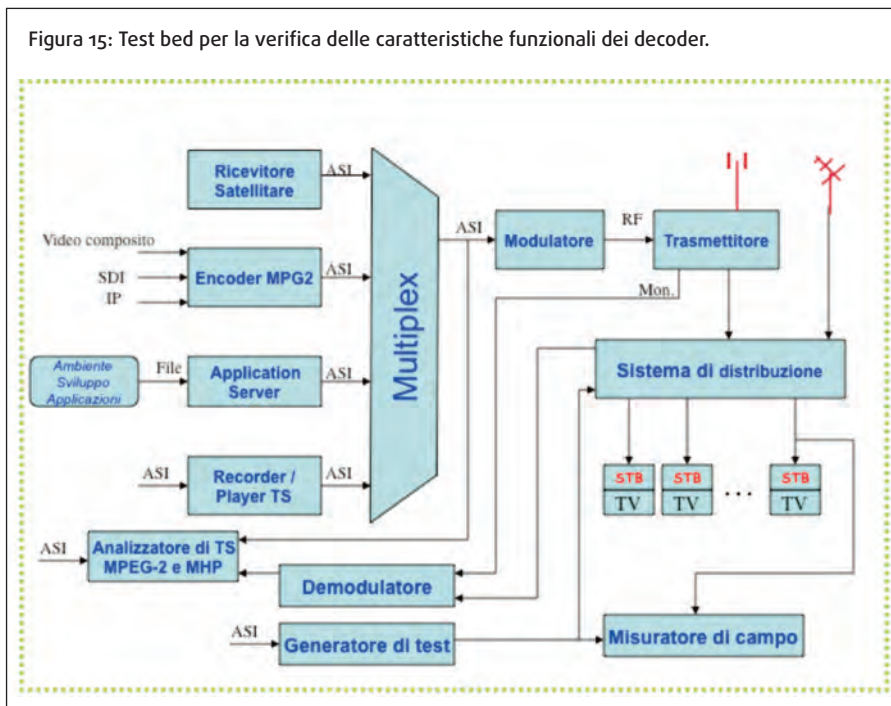 Figura 15: Test bed per la verifica delle caratteristiche funzionali dei decoder.
Ricevitore
Satellitare
ASI
Video composito
SDI
IP
Encoder MPG2
ASI
Ambiente
Sviluppo
Applicazioni
File
Application
Server
ASI
ASI
Recorder /
Player TS
ASI
Multiplex
ASI
Modulatore
RF
Trasmettitore
Mon.
Sistema di distribuzione
STB
TV
STB
TV
...
STB
TV
ASI
Analizzatore di TS
MPEG-2 e MHP
Demodulatore
ASI
Generatore di test
Misuratore di campo